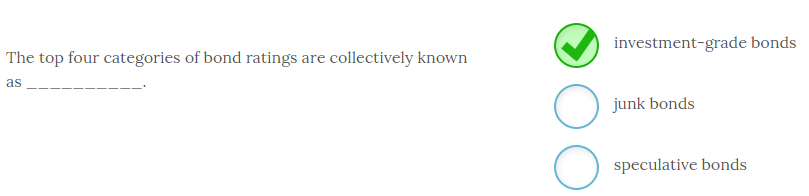 The top four categories of bond ratings are collectively known
as __________.
investment-grade bonds
junk bonds
speculative bonds